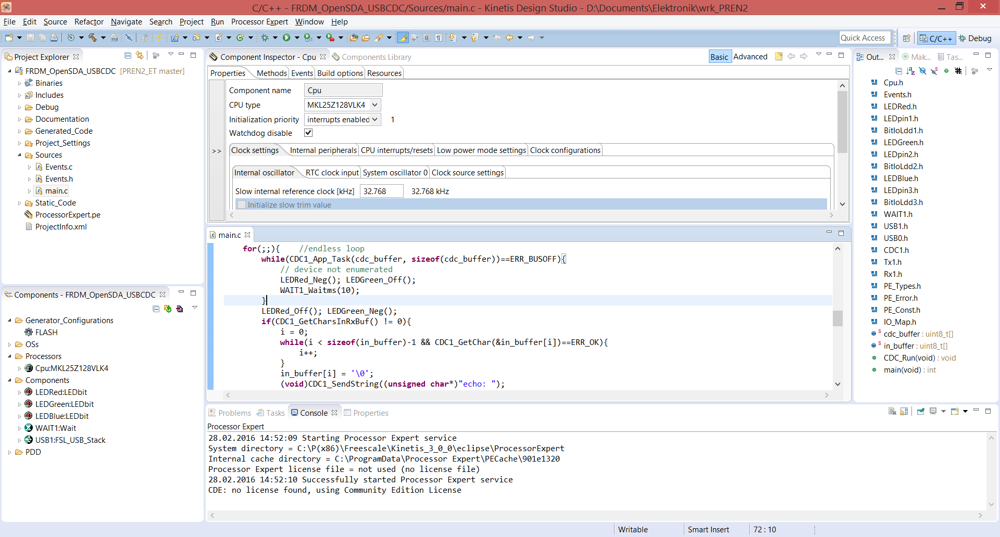 C/C++ - FRDM_OpenSDA_USBCDC/Sources/main.c - Kinetis Design Studio - D:\Documents\Elektronik\wrk_PREN2
File Edit Source Refactor Navigate Search Project Run Processor Expert Window Help
Quick Access
C/C++ Debug
Project Explorer
FRDM_OpenSDA_USBCDC [PREN2_ET master]
Binaries
Includes
Debug
Documentation
Generated_Code
Project_Settings
Sources
Events.c
Events.h
main.c
Static_Code
ProcessorExpert.pe
ProjectInfo.xml
Components - FRDM_OpenSDA_USBCDC
Generator_Configurations
FLASH
OSs
Processors
Cpu:MKL25Z128VLK4
Components
LEDRed:LEDbit
LEDGreen:LEDbit
LEDBlue:LEDbit
WAIT1:Wait
USB1:FSL_USB_Stack
PDD
Component Inspector - Cpu Components Library
Basic Advanced
Properties Methods Events Build options Resources
>>
Component name Cpu
CPU type MKL25Z128VLK4
Initialization priority interrupts enabled 1
Watchdog disable
Clock settings Internal peripherals CPU interrupts/resets Low power mode settings Clock configurations
Internal oscillator RTC clock input System oscillator 0 Clock source settings
Slow internal reference clock [kHz] 32.768 32.768 kHz
Initialize slow trim value
main.c
for(;;){ //endless loop
while(CDC1_App_Task(cdc_buffer, sizeof(cdc_buffer))==ERR_BUSOFF){
// device not enumerated
LEDRed_Neg(); LEDGreen_Off();
WAIT1_Waitms(10);
}
LEDRed_Off(); LEDGreen_Neg();
if(CDC1_GetCharsInRxBuf() != 0){
i = 0;
while(i < sizeof(in_buffer)-1 && CDC1_GetChar(&in_buffer[i])==ERR_OK){
i++;
}
in_buffer[i] = '\0';
(void)CDC1_SendString((unsigned char*)"echo: ");
Problems Tasks Console Properties
Processor Expert
28.02.2016 14:52:09 Starting Processor Expert service
System directory = C:\P(x86)\Freescale\Kinetis_3_0_0\eclipse\ProcessorExpert
Internal cache directory = C:\ProgramData\Processor Expert\PECache\901e1320
Processor Expert license file = not used (no license file)
28.02.2016 14:52:10 Successfully started Processor Expert service
CDE: no license found, using Community Edition License
Out... Mak... Tas...
Cpu.h
Events.h
LEDRed.h
LEDpin1.h
BitIoLdd1.h
LEDGreen.h
LEDpin2.h
BitIoLdd2.h
LEDBlue.h
LEDpin3.h
BitIoLdd3.h
WAIT1.h
USB1.h
USB0.h
CDC1.h
Tx1.h
Rx1.h
PE_Types.h
PE_Error.h
PE_Const.h
IO_Map.h
cdc_buffer : uint8_t[]
in_buffer : uint8_t[]
CDC_Run(void) : void
main(void) : int
Writable Smart Insert 72 : 10